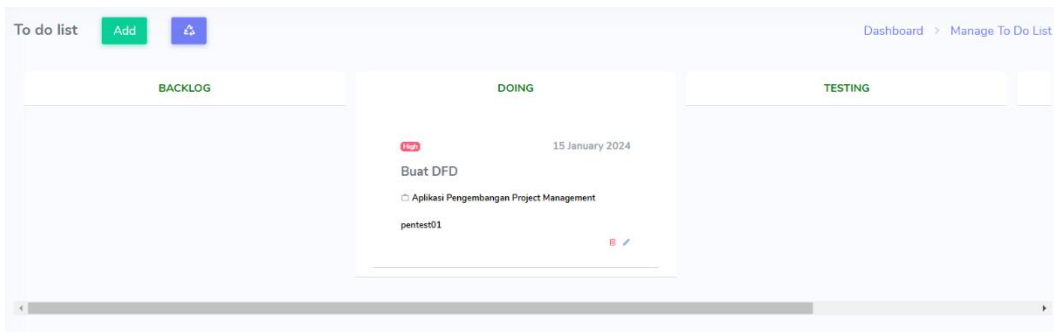 To do list Add Dashboard > Manage To Do List
BACKLOG DOING TESTING
High 15 January 2024
Buat DFD
Aplikasi Pengembangan Project Management
pentest01